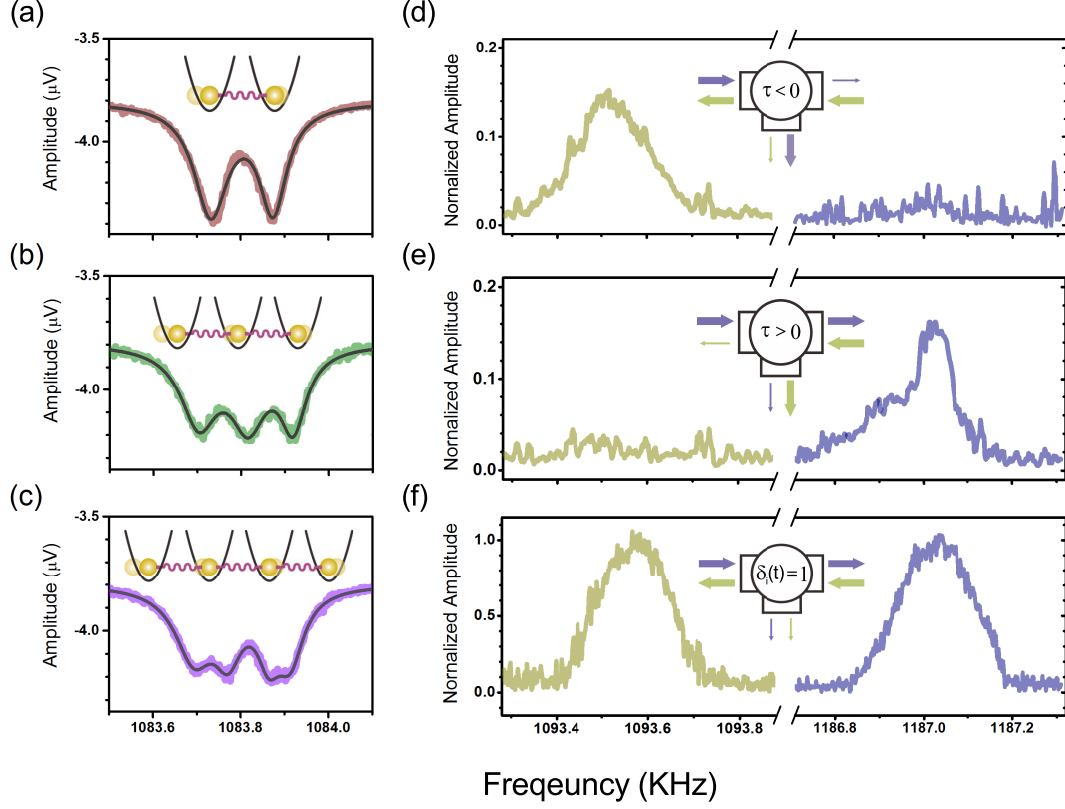 (a)
-3.5
-4.0
Amplitude (μV)
(b)
-3.5
-4.0
Amplitude (μV)
(c)
-3.5
-4.0
Amplitude (μV)
1083.6 1083.8 1084.0
(d)
0.2
0.1
0.0
Normalized Amplitude
τ < 0
(e)
0.2
0.1
0.0
Normalized Amplitude
τ > 0
(f)
1.0
0.5
0.0
Normalized Amplitude
δᵢ(t) = 1
1093.4 1093.6 1093.8 1186.8 1187.0 1187.2
Freqeuncy (KHz)